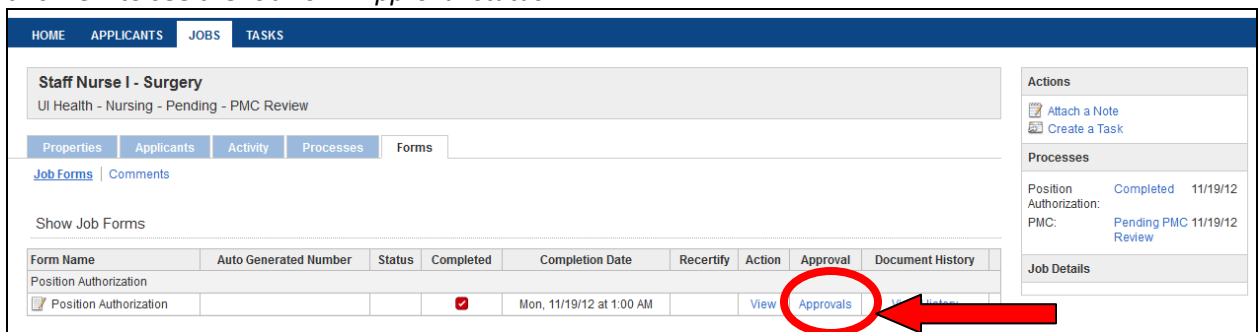 HOME APPLICANTS JOBS TASKS
Staff Nurse I - Surgery
UI Health - Nursing - Pending - PMC Review
Properties Applicants Activity Processes Forms
Job Forms | Comments
Show Job Forms
Form Name Auto Generated Number Status Completed Completion Date Recertify Action Approval Document History
Position Authorization
Position Authorization Mon, 11/19/12 at 1:00 AM View Approvals
Actions
Attach a Note
Create a Task
Processes
Position Authorization: Completed 11/19/12
PMC: Pending PMC Review 11/19/12
Job Details